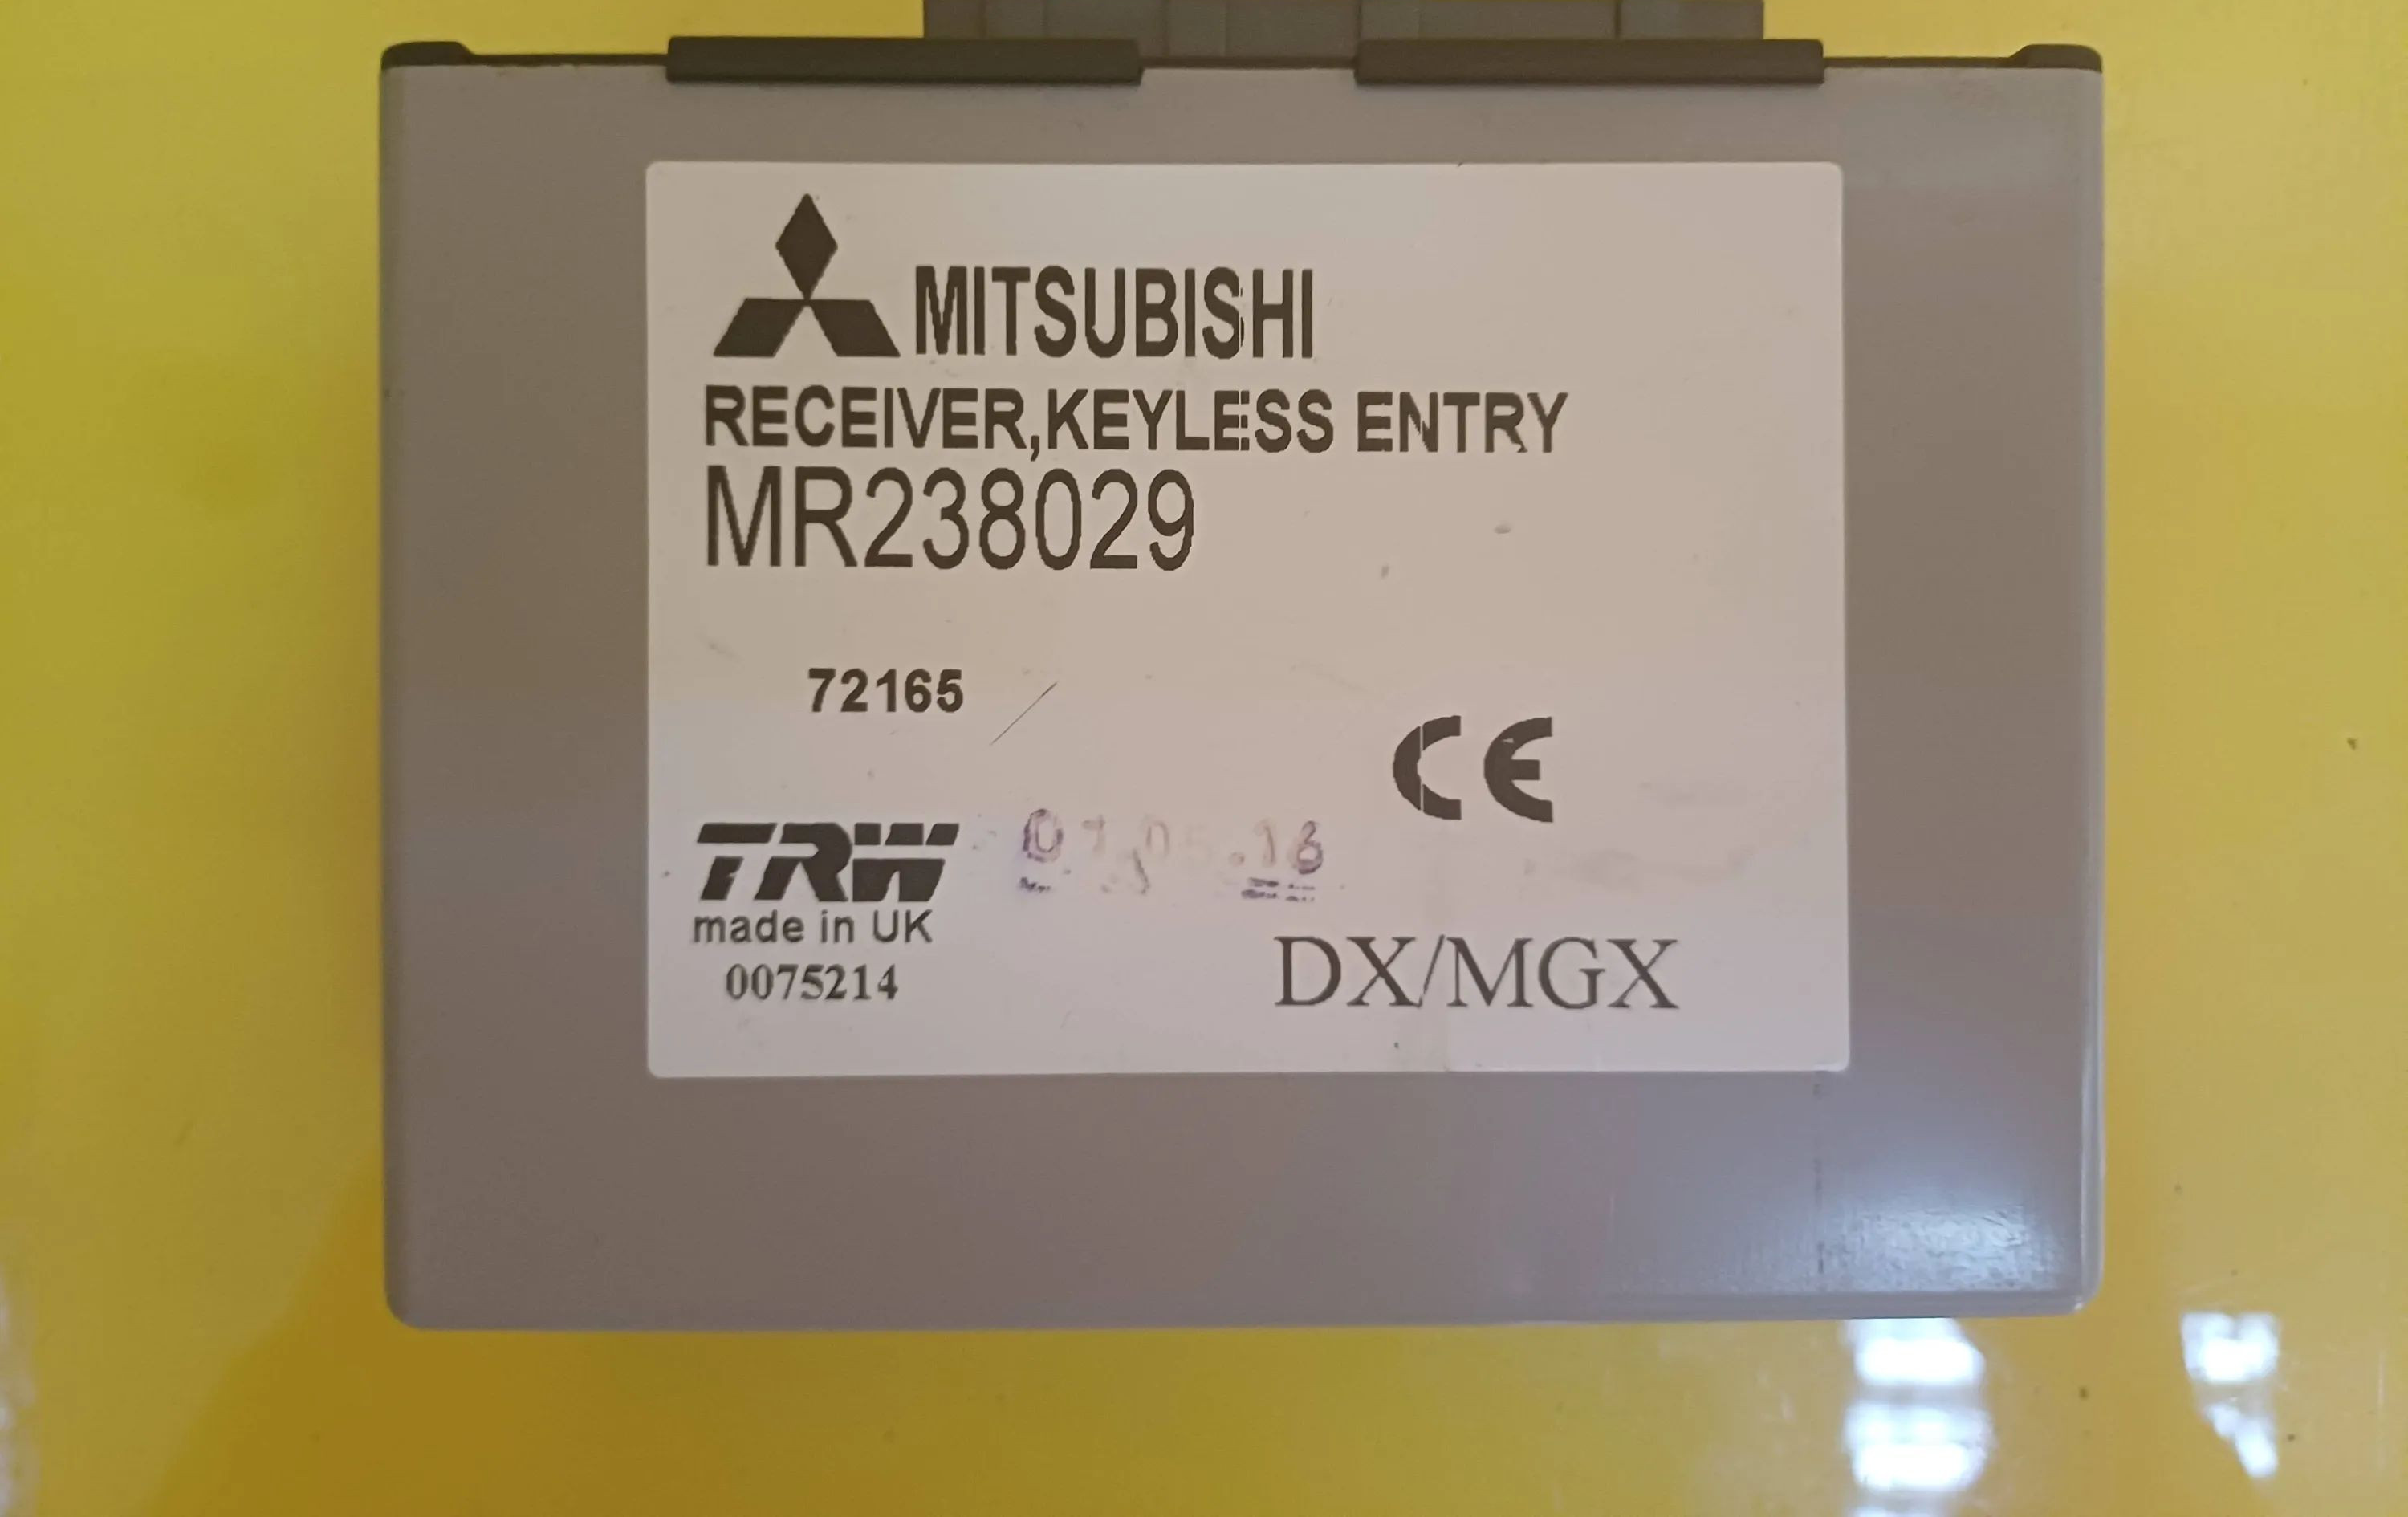 MITSUBISHI
RECEIVER,KEYLESS ENTRY
MR238029
72165
CE
TRW
made in UK
0075214
DX/MGX